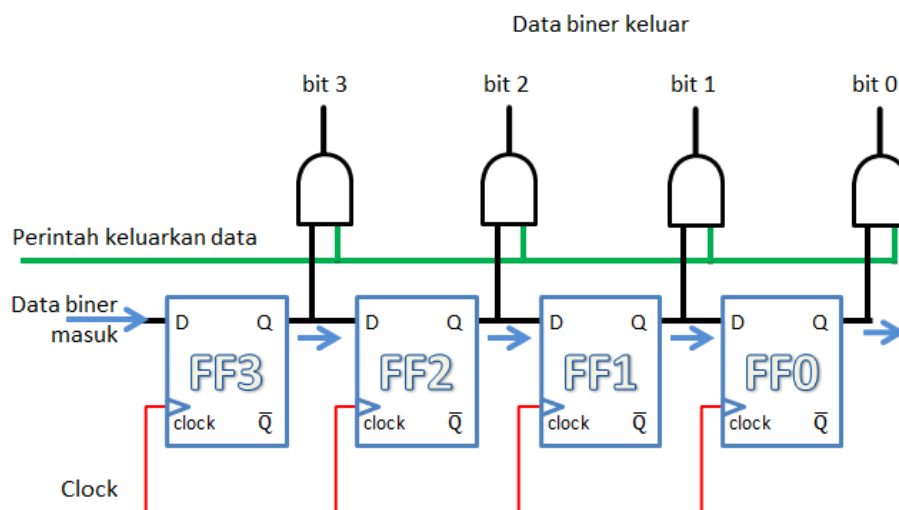 Data biner keluar
bit 3 bit 2 bit 1 bit 0
Perintah keluarkan data
Data biner
masuk
D Q D Q D Q D Q
FF3 FF2 FF1 FF0
clock Q̅ clock Q̅ clock Q̅ clock Q̅
Clock